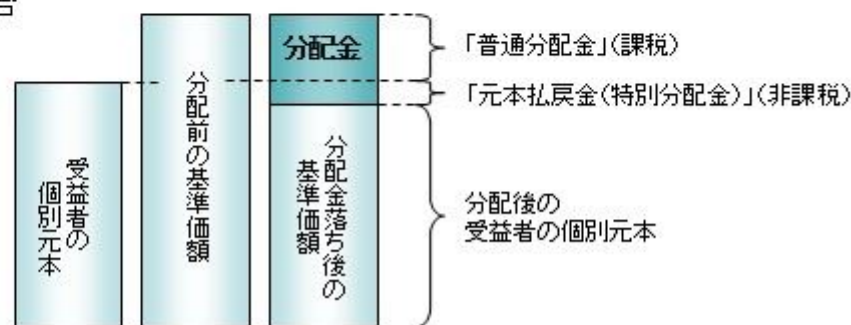 受益者の
個別元本
分配前の基準価額
分配金
分配金落ち後の
基準価額
「普通分配金」(課税)
「元本払戻金(特別分配金)」(非課税)
分配後の
受益者の個別元本